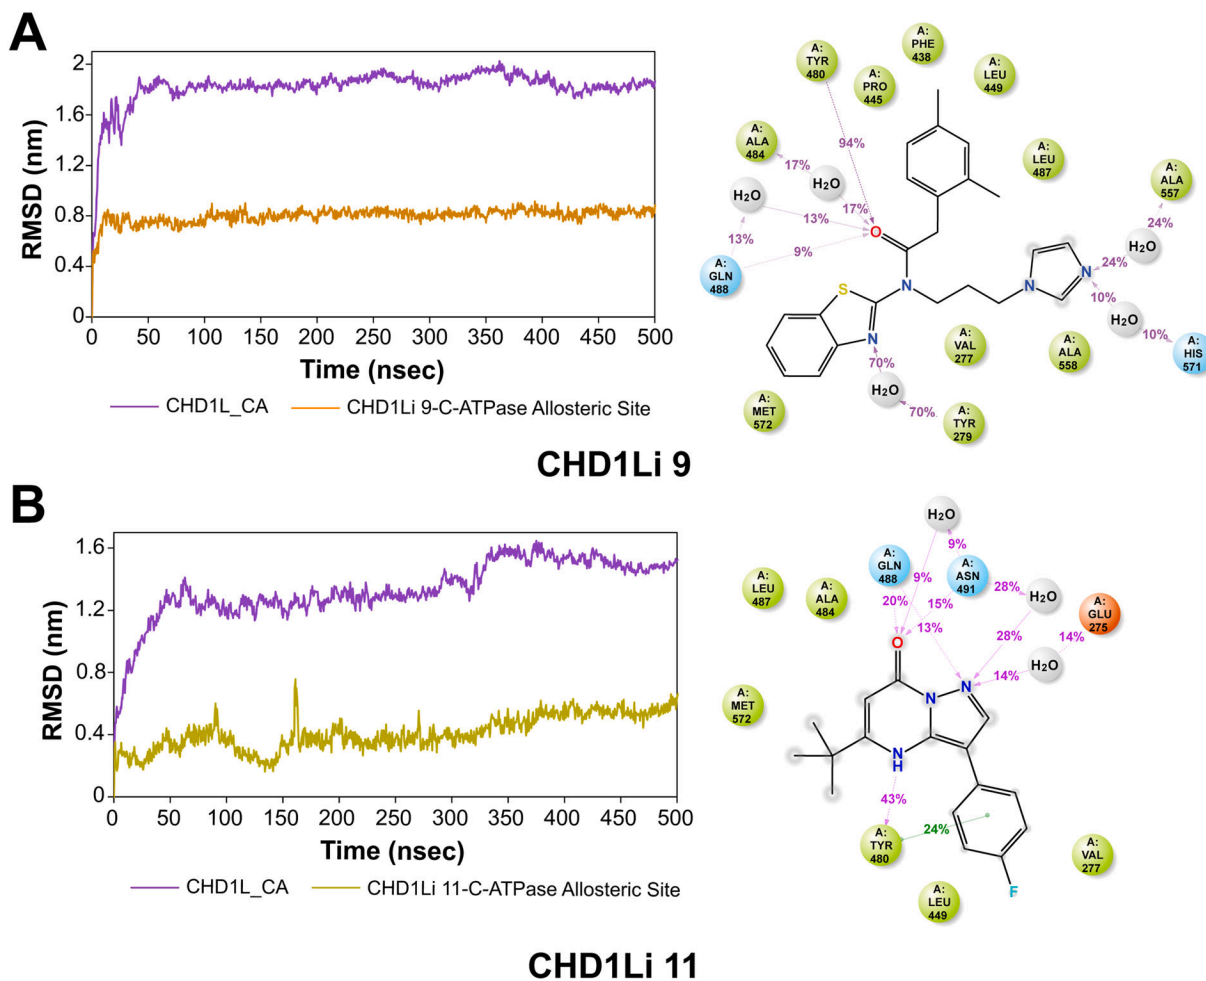 A
RMSD (nm)
2
1.6
1.2
0.8
0.4
0
0 50 100 150 200 250 300 350 400 450 500
Time (nsec)
CHD1L_CA CHD1Li 9-C-ATPase Allosteric Site
A:
PHE
438
A:
TYR
480
A:
PRO
445
A:
LEU
449
A:
ALA
484
94%
A:
LEU
487
17%
H₂O
H₂O
A:
ALA
557
17%
13%
O
24%
H₂O
13%
9%
24%
A:
GLN
488
N
S
N
N
10%
H₂O
10%
A:
HIS
571
N
A:
VAL
277
A:
ALA
558
70%
H₂O
70%
A:
MET
572
A:
TYR
279
CHD1Li 9
B
RMSD (nm)
1.6
1.2
0.8
0.4
0
0 50 100 150 200 250 300 350 400 450 500
Time (nsec)
CHD1L_CA CHD1Li 11-C-ATPase Allosteric Site
H₂O
9%
A:
GLN
488
A:
ASN
491
A:
LEU
487
A:
ALA
484
9%
28%
H₂O
20%
15%
A:
GLU
275
13%
O
28%
14%
H₂O
14%
N
N
A:
MET
572
N
H
43%
A:
TYR
480
24%
A:
VAL
277
F
A:
LEU
449
CHD1Li 11